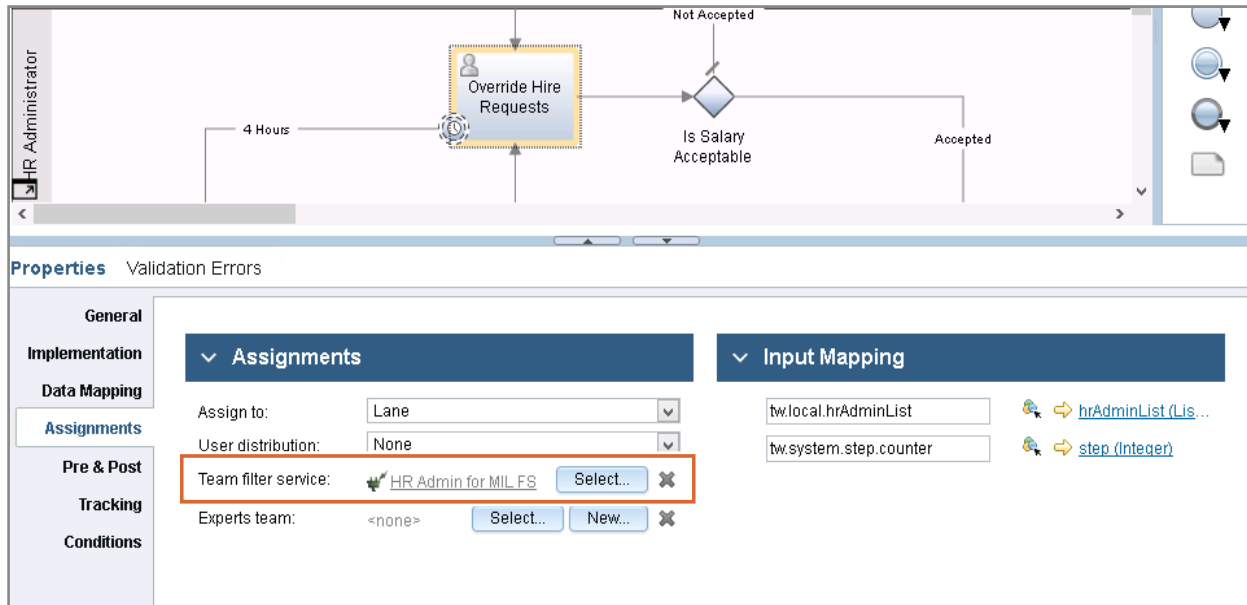 HR Administrator
Not Accepted
Override Hire
Requests
4 Hours
Is Salary
Acceptable
Accepted
Properties Validation Errors
General
Implementation
Data Mapping
Assignments
Pre & Post
Tracking
Conditions
Assignments
Assign to: Lane
User distribution: None
Team filter service: HR Admin for MIL FS Select...
Experts team: <none> Select... New...
Input Mapping
tw.local.hrAdminList hrAdminList (Lis...
tw.system.step.counter step (Integer)